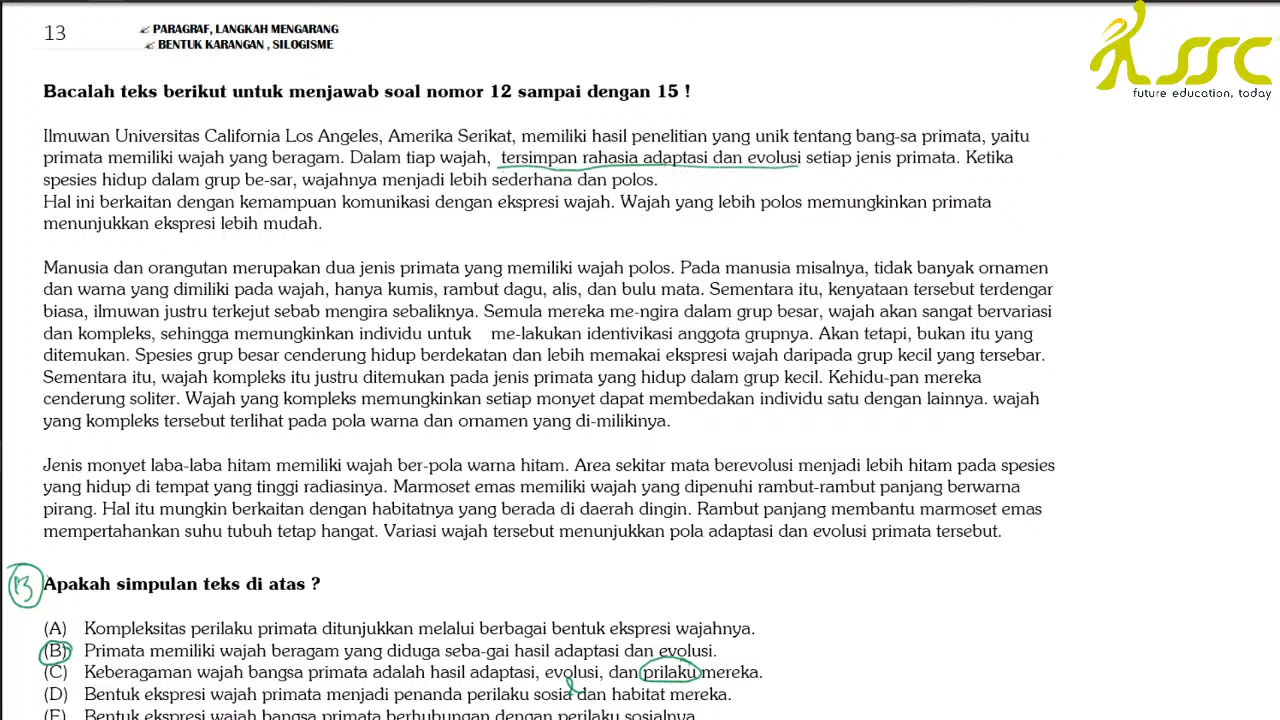 13
PARAGRAF, LANGKAH MENGARANG
BENTUK KARANGAN , SILOGISME
SSC
future education, today
Bacalah teks berikut untuk menjawab soal nomor 12 sampai dengan 15 !
Ilmuwan Universitas California Los Angeles, Amerika Serikat, memiliki hasil penelitian yang unik tentang bang-sa primata, yaitu
primata memiliki wajah yang beragam. Dalam tiap wajah, tersimpan rahasia adaptasi dan evolusi setiap jenis primata. Ketika
spesies hidup dalam grup be-sar, wajahnya menjadi lebih sederhana dan polos.
Hal ini berkaitan dengan kemampuan komunikasi dengan ekspresi wajah. Wajah yang lebih polos memungkinkan primata
menunjukkan ekspresi lebih mudah.
Manusia dan orangutan merupakan dua jenis primata yang memiliki wajah polos. Pada manusia misalnya, tidak banyak ornamen
dan warna yang dimiliki pada wajah, hanya kumis, rambut dagu, alis, dan bulu mata. Sementara itu, kenyataan tersebut terdengar
biasa, ilmuwan justru terkejut sebab mengira sebaliknya. Semula mereka me-ngira dalam grup besar, wajah akan sangat bervariasi
dan kompleks, sehingga memungkinkan individu untuk me-lakukan identivikasi anggota grupnya. Akan tetapi, bukan itu yang
ditemukan. Spesies grup besar cenderung hidup berdekatan dan lebih memakai ekspresi wajah daripada grup kecil yang tersebar.
Sementara itu, wajah kompleks itu justru ditemukan pada jenis primata yang hidup dalam grup kecil. Kehidu-pan mereka
cenderung soliter. Wajah yang kompleks memungkinkan setiap monyet dapat membedakan individu satu dengan lainnya. wajah
yang kompleks tersebut terlihat pada pola warna dan ornamen yang di-milikinya.
Jenis monyet laba-laba hitam memiliki wajah ber-pola warna hitam. Area sekitar mata berevolusi menjadi lebih hitam pada spesies
yang hidup di tempat yang tinggi radiasinya. Marmoset emas memiliki wajah yang dipenuhi rambut-rambut panjang berwarna
pirang. Hal itu mungkin berkaitan dengan habitatnya yang berada di daerah dingin. Rambut panjang membantu marmoset emas
mempertahankan suhu tubuh tetap hangat. Variasi wajah tersebut menunjukkan pola adaptasi dan evolusi primata tersebut.
13 Apakah simpulan teks di atas ?
(A) Kompleksitas perilaku primata ditunjukkan melalui berbagai bentuk ekspresi wajahnya.
(B) Primata memiliki wajah beragam yang diduga seba-gai hasil adaptasi dan evolusi.
(C) Keberagaman wajah bangsa primata adalah hasil adaptasi, evolusi, dan prilaku mereka.
(D) Bentuk ekspresi wajah primata menjadi penanda perilaku sosial dan habitat mereka.
(E) Bentuk ekspresi wajah bangsa primata berhubungan dengan perilaku sosialnya.